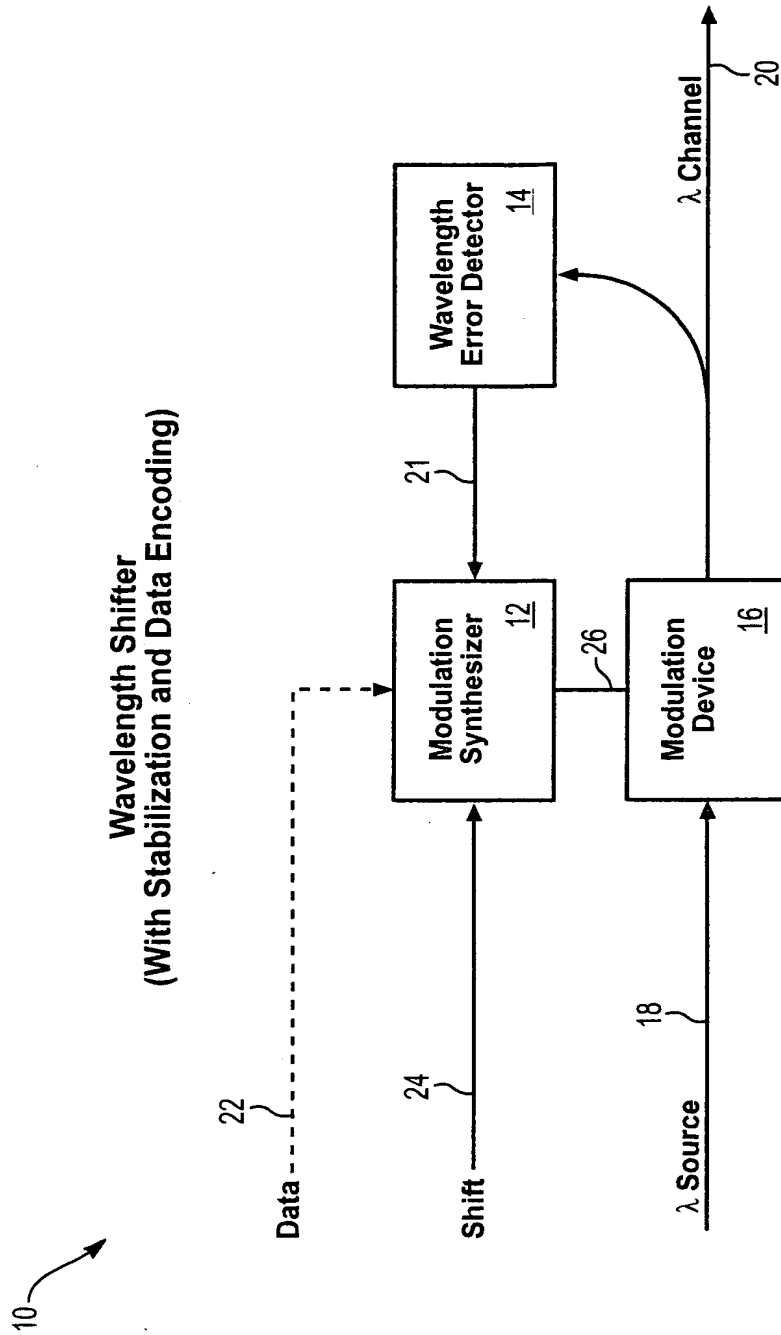 10
Wavelength Shifter
(With Stabilization and Data Encoding)
Data
22
Shift
24
Modulation
Synthesizer
12
21
Wavelength
Error Detector
14
26
λ Source
18
Modulation
Device
16
λ Channel
20